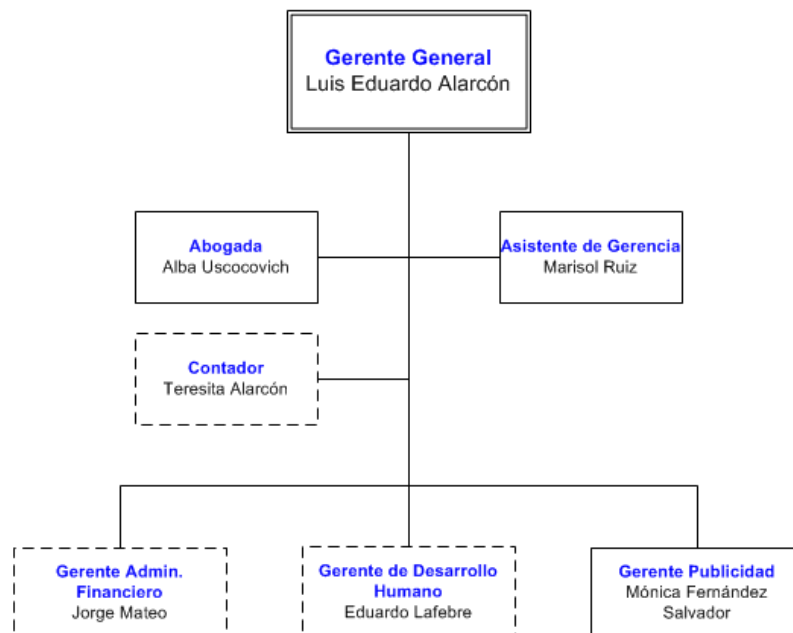 Gerente General
Luis Eduardo Alarcón
Abogada
Alba Uscocovich
Asistente de Gerencia
Marisol Ruiz
Contador
Teresita Alarcón
Gerente Admin.
Financiero
Jorge Mateo
Gerente de Desarrollo
Humano
Eduardo Lafebre
Gerente Publicidad
Mónica Fernández
Salvador